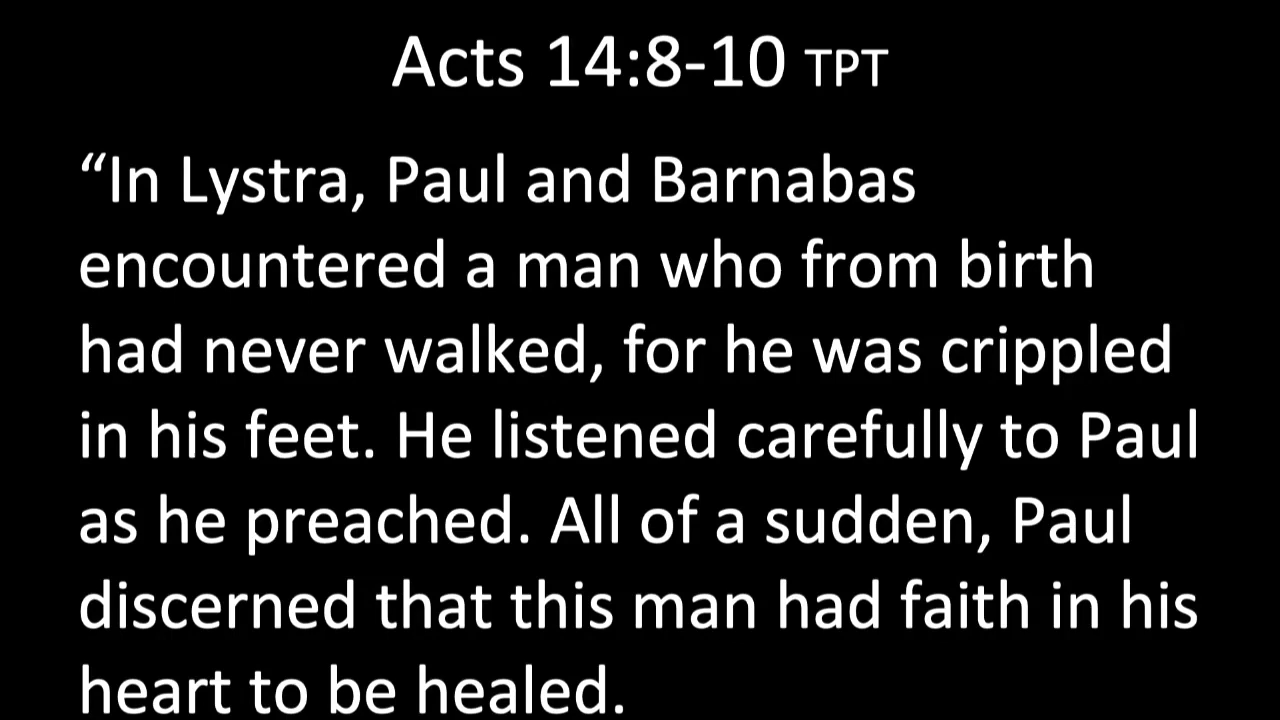 Acts 14:8-10 TPT
“In Lystra, Paul and Barnabas
encountered a man who from birth
had never walked, for he was crippled
in his feet. He listened carefully to Paul
as he preached. All of a sudden, Paul
discerned that this man had faith in his
heart to be healed.